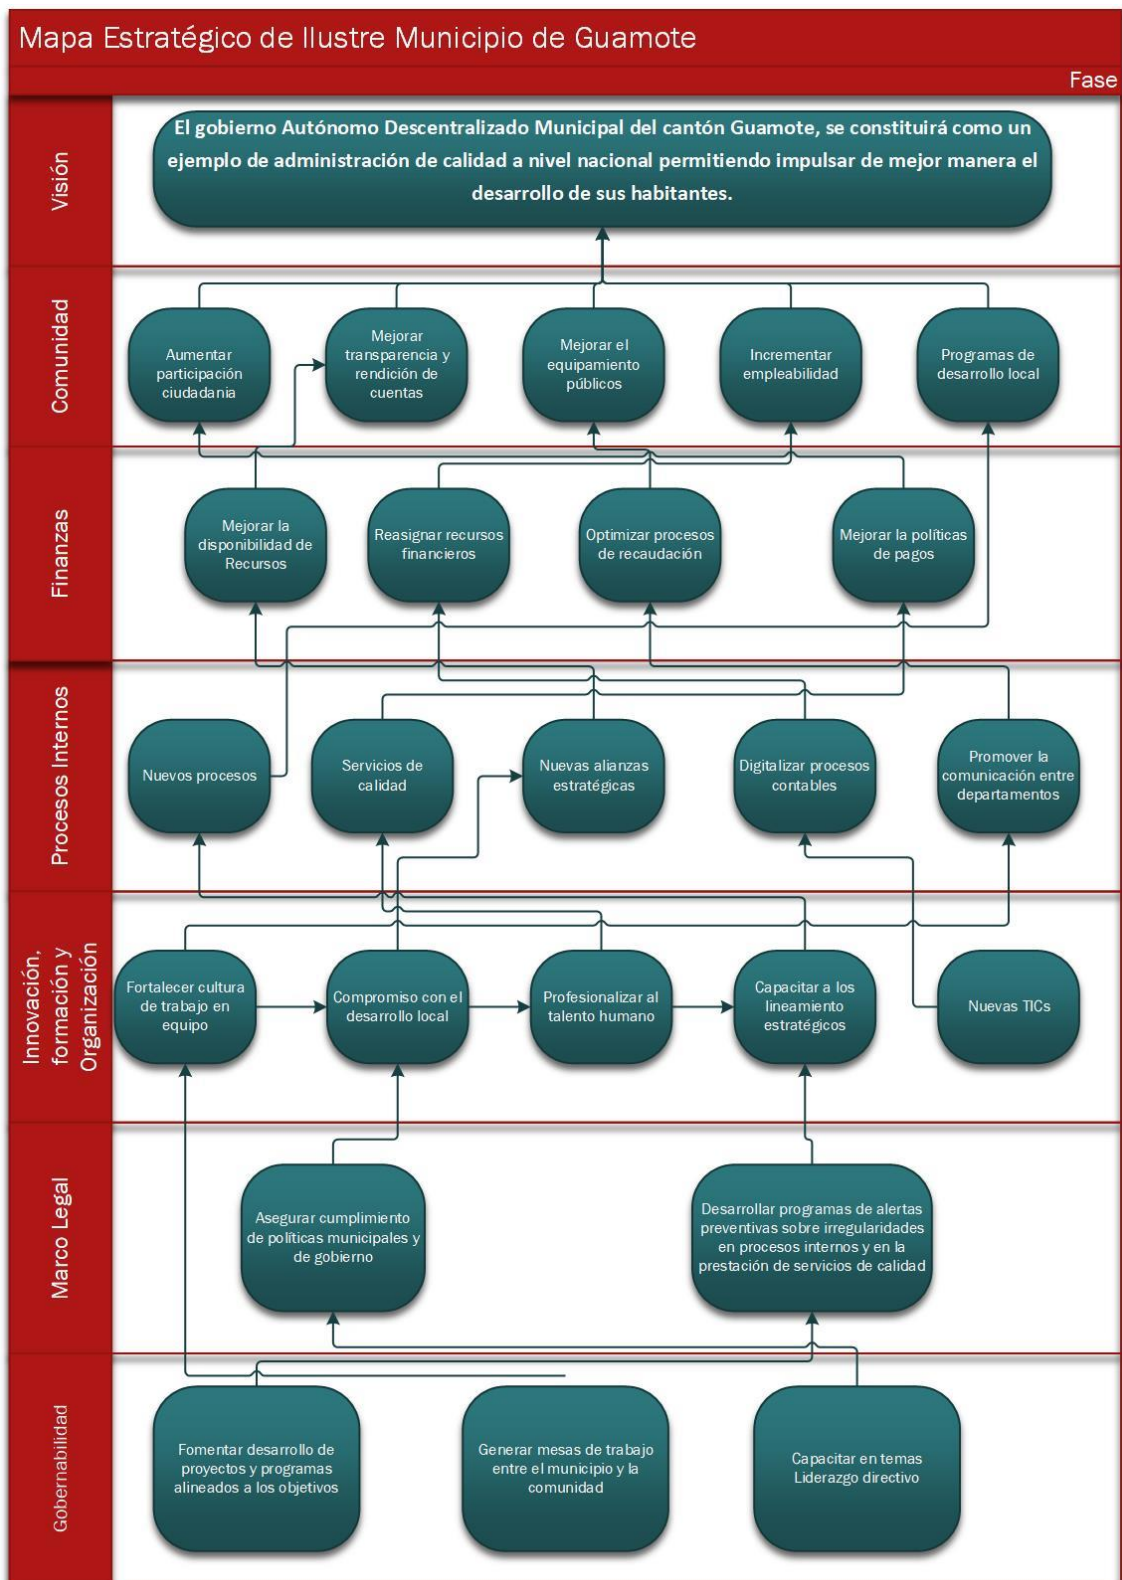 Mapa Estratégico de Ilustre Municipio de Guamote
Fase
Visión
El gobierno Autónomo Descentralizado Municipal del cantón Guamote, se constituirá como un
ejemplo de administración de calidad a nivel nacional permitiendo impulsar de mejor manera el
desarrollo de sus habitantes.
Comunidad
Aumentar
participación
ciudadania
Mejorar
transparencia y
rendición de
cuentas
Mejorar el
equipamiento
públicos
Incrementar
empleabilidad
Programas de
desarrollo local
Finanzas
Mejorar la
disponibilidad de
Recursos
Reasignar recursos
financieros
Optimizar procesos
de recaudación
Mejorar la políticas
de pagos
Procesos Internos
Nuevos procesos
Servicios de
calidad
Nuevas alianzas
estratégicas
Digitalizar procesos
contables
Promover la
comunicación entre
departamentos
Innovación,
formación y
Organización
Fortalecer cultura
de trabajo en
equipo
Compromiso con el
desarrollo local
Profesionalizar al
talento humano
Capacitar a los
lineamiento
estratégicos
Nuevas TICs
Marco Legal
Asegurar cumplimiento
de políticas municipales y
de gobierno
Desarrollar programas de alertas
preventivas sobre irregularidades
en procesos internos y en la
prestación de servicios de calidad
Gobernabilidad
Fomentar desarrollo de
proyectos y programas
alineados a los objetivos
Generar mesas de trabajo
entre el municipio y la
comunidad
Capacitar en temas
Liderazgo directivo